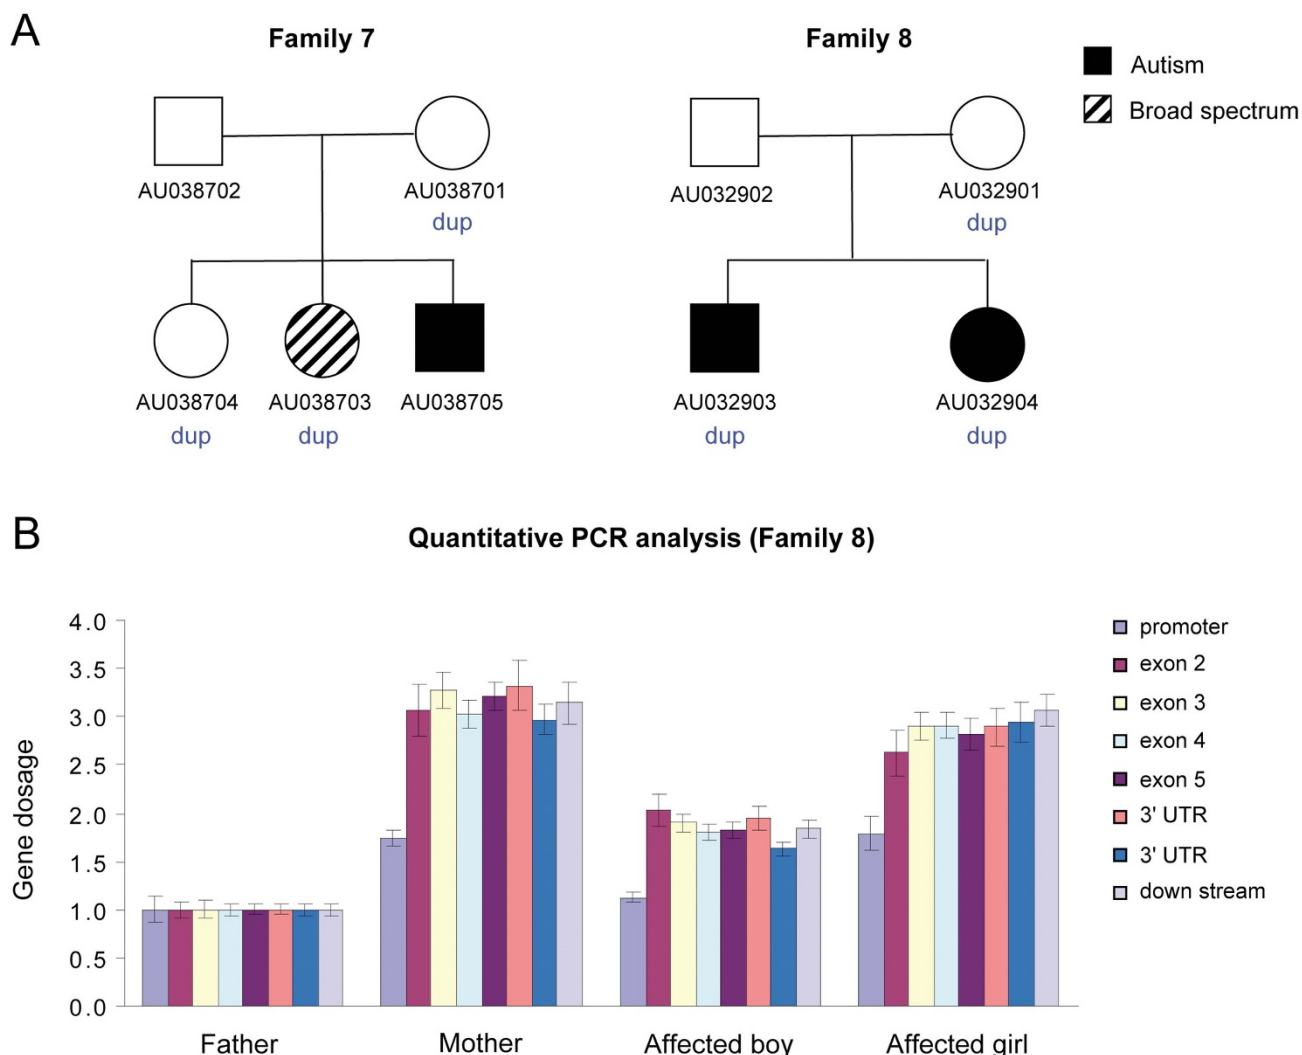 A
Family 7
Family 8
Autism
Broad spectrum
AU038702
AU038701
dup
AU032902
AU032901
dup
AU038704
dup
AU038703
dup
AU038705
AU032903
dup
AU032904
dup
B
Quantitative PCR analysis (Family 8)
Gene dosage
4.0
3.5
3.0
2.5
2.0
1.5
1.0
0.5
0.0
Father
Mother
Affected boy
Affected girl
promoter
exon 2
exon 3
exon 4
exon 5
3' UTR
3' UTR
down stream